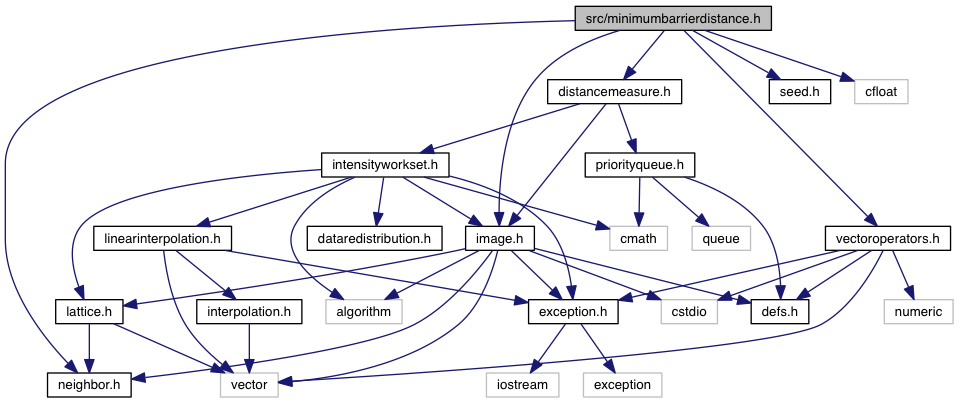 src/minimumbarrierdistance.h
distancemeasure.h
seed.h
cfloat
intensityworkset.h
priorityqueue.h
linearinterpolation.h
dataredistribution.h
image.h
cmath
queue
vectoroperators.h
lattice.h
interpolation.h
algorithm
exception.h
cstdio
defs.h
numeric
neighbor.h
vector
iostream
exception